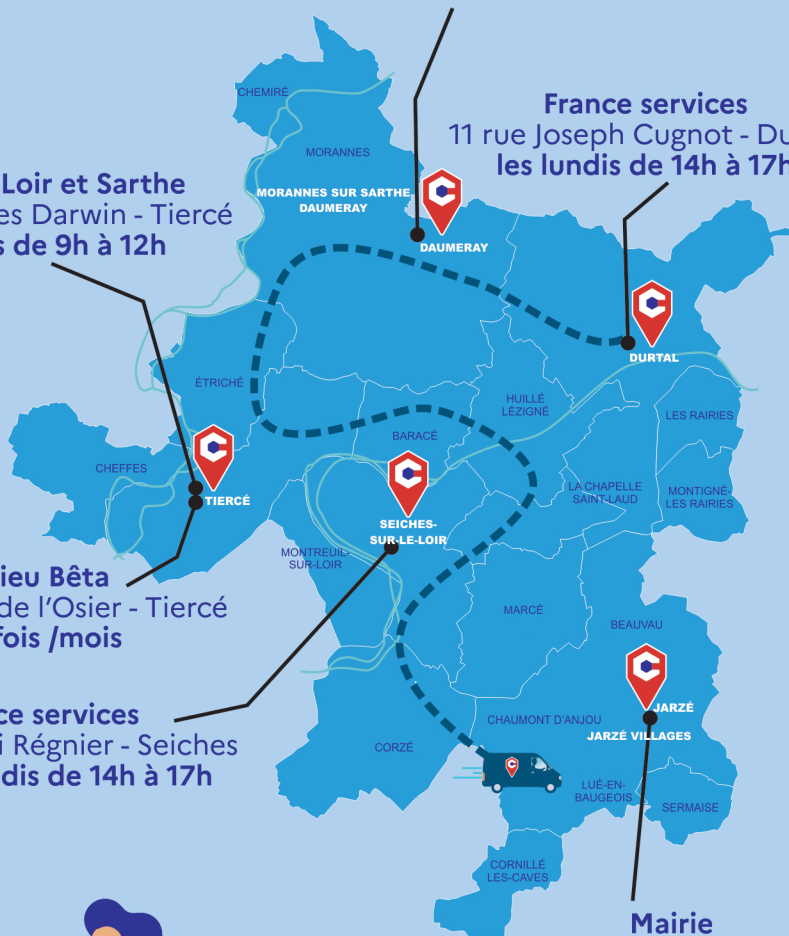 France services
11 rue Joseph Cugnot - Du
les lundis de 14h à 17h
Loir et Sarthe
es Darwin - Tiercé
s de 9h à 12h
CHEMIRÉ
MORANNES
MORANNES SUR SARTHE
DAUMERAY
DAUMERAY
DURTAL
ÉTRICHÉ
HUILLÉ
LÉZIGNÉ
LES RAIRIES
BARACÉ
CHEFFES
TIERCÉ
LA CHAPELLE
SAINT-LAUD
MONTIGNÉ-
LES RAIRIES
SEICHES-
SUR-LE-LOIR
MONTREUIL-
SUR-LOIR
ieu Bêta
de l'Osier - Tiercé
fois /mois
MARCÉ
BEAUVAU
ce services
i Régnier - Seiches
dis de 14h à 17h
JARZÉ
CHAUMONT D'ANJOU
JARZÉ VILLAGES
CORZÉ
LUÉ-EN-
BAUGEOIS
SERMAISE
CORNILLÉ
LES-CAVES
Mairie